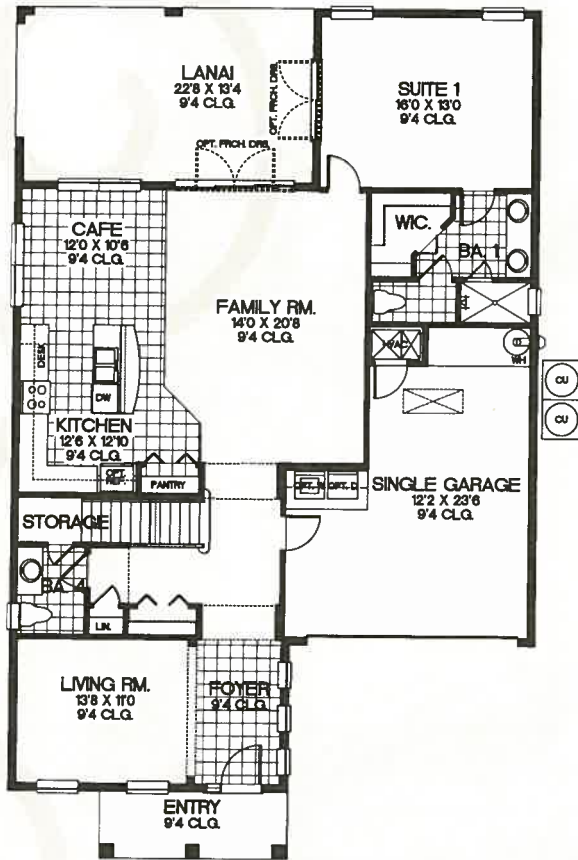 LANAI
22'8 X 13'4
9'4 CLG.
OPT. FRCH. DRS.
OPT. FRCH. DRS.
SUITE 1
16'0 X 13'0
9'4 CLG.
CAFE
12'0 X 10'6
9'4 CLG.
WIC.
BA. 1
FAMILY RM.
14'0 X 20'8
9'4 CLG.
HVAC
WH
CU
CU
DESK
DW
KITCHEN
12'6 X 12'10
9'4 CLG.
OPT. REF.
PANTRY
OPT. D
SINGLE GARAGE
12'2 X 23'6
9'4 CLG.
STORAGE
BA. 4
LIN.
LIVING RM.
13'8 X 11'0
9'4 CLG.
FOYER
9'4 CLG.
ENTRY
9'4 CLG.